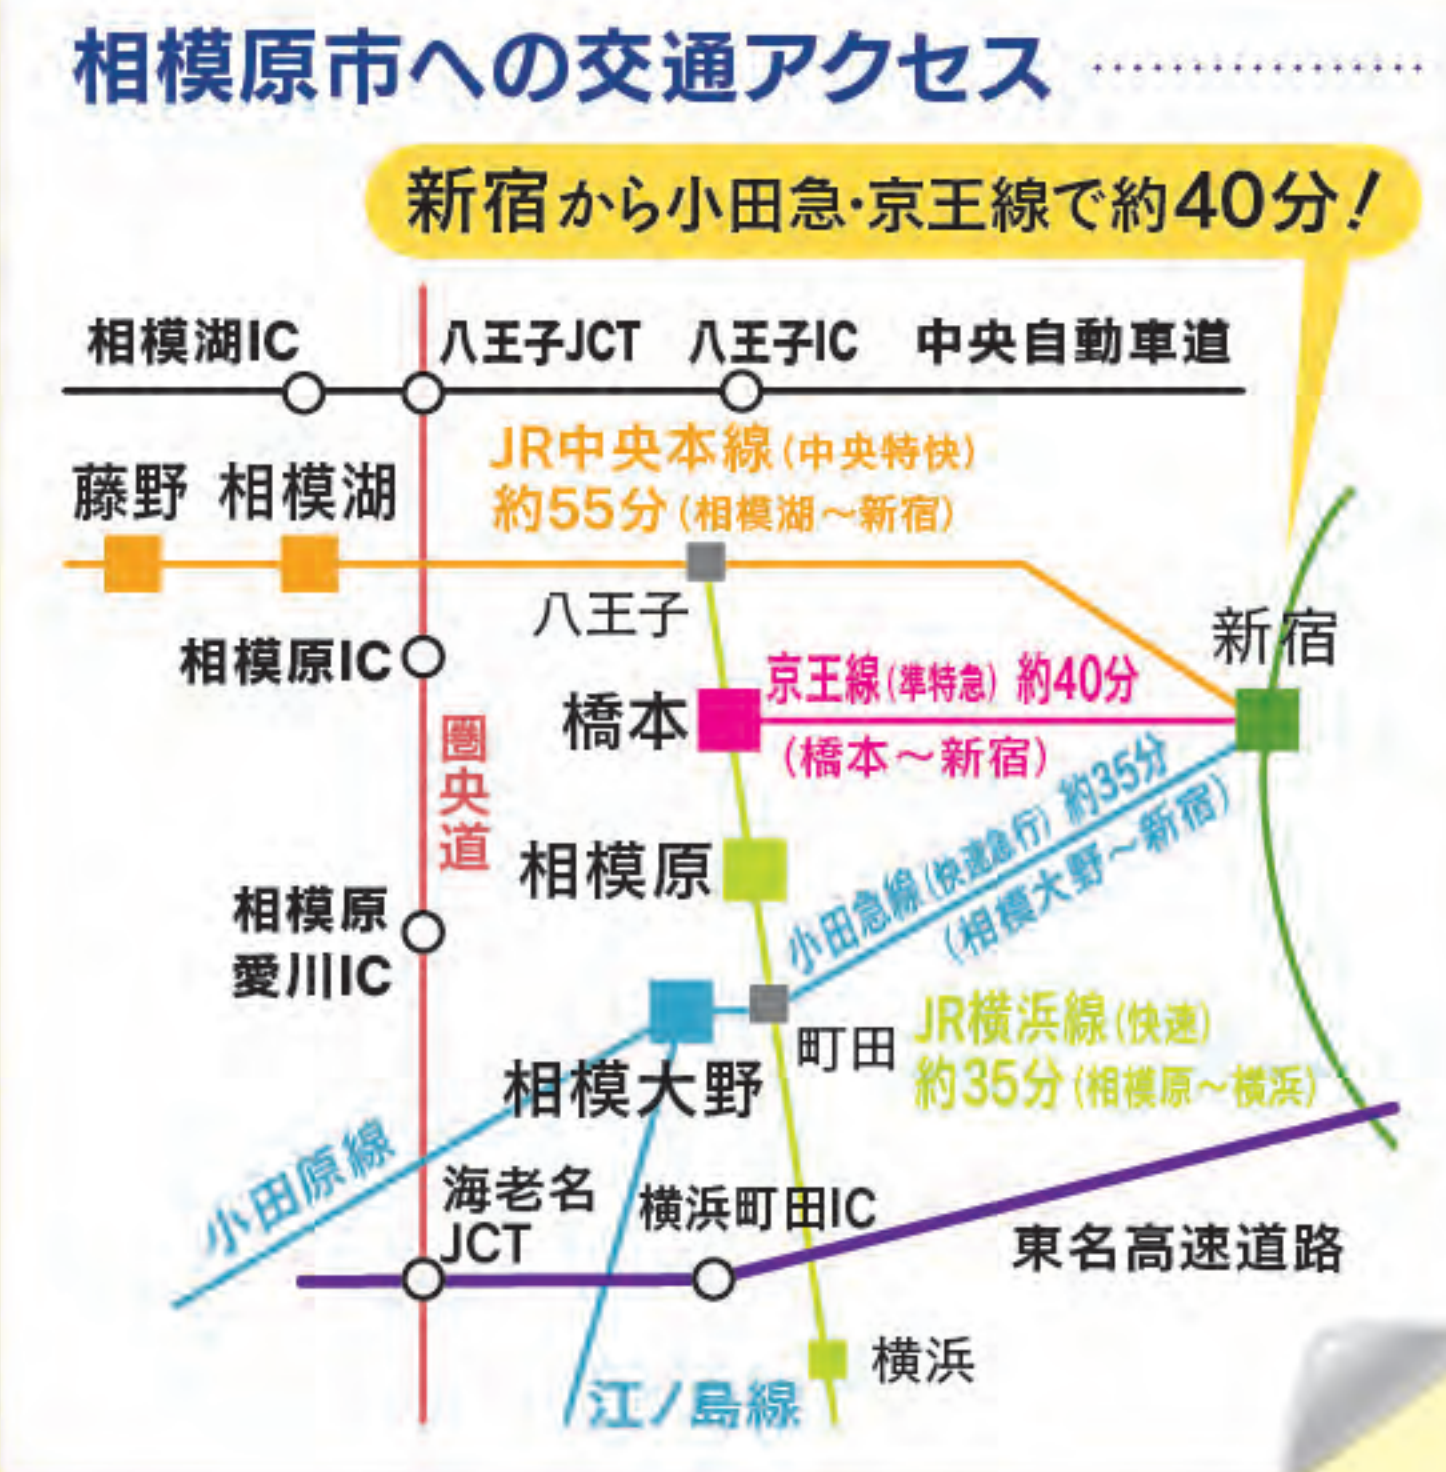 相模原市への交通アクセス
新宿から小田急・京王線で約40分!
相模湖IC
八王子JCT
八王子IC
中央自動車道
JR中央本線(中央特快)
約55分(相模湖～新宿)
藤野
相模湖
八王子
新宿
相模原IC
京王線(準特急) 約40分
(橋本～新宿)
橋本
圏央道
相模原
小田急線(快速急行) 約35分
(相模大野～新宿)
相模原
愛川IC
町田
JR横浜線(快速)
約35分(相模原～横浜)
相模大野
小田原線
海老名
JCT
横浜町田IC
東名高速道路
横浜
江ノ島線